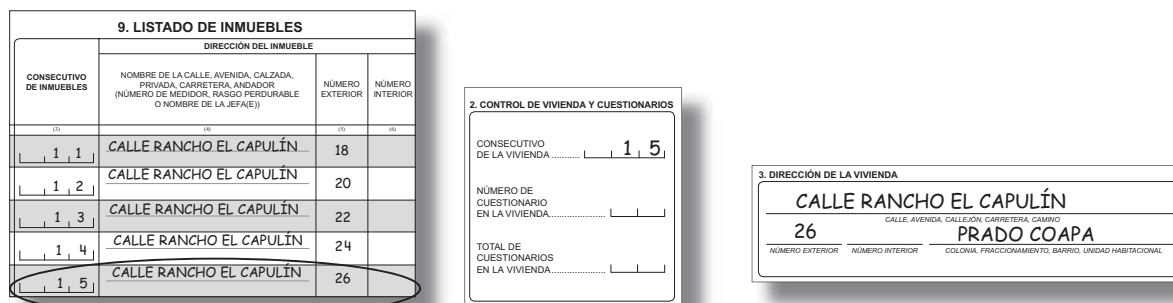 9. LISTADO DE INMUEBLES
DIRECCIÓN DEL INMUEBLE
CONSECUTIVO
DE INMUEBLES
NOMBRE DE LA CALLE, AVENIDA, CALZADA,
PRIVADA, CARRETERA, ANDADOR
(NÚMERO DE MEDIDOR, RASGO PERDURABLE
O NOMBRE DE LA JEFA(E))
NÚMERO
EXTERIOR
NÚMERO
INTERIOR
(3) (4) (5) (6)
1 1 CALLE RANCHO EL CAPULÍN 18
1 2 CALLE RANCHO EL CAPULÍN 20
1 3 CALLE RANCHO EL CAPULÍN 22
1 4 CALLE RANCHO EL CAPULÍN 24
1 5 CALLE RANCHO EL CAPULÍN 26
2. CONTROL DE VIVIENDA Y CUESTIONARIOS
CONSECUTIVO
DE LA VIVIENDA .......... 1 5
NÚMERO DE
CUESTIONARIO
EN LA VIVIENDA...................
TOTAL DE
CUESTIONARIOS
EN LA VIVIENDA...................
3. DIRECCIÓN DE LA VIVIENDA
CALLE RANCHO EL CAPULÍN
CALLE, AVENIDA, CALLEJÓN, CARRETERA, CAMINO
26 PRADO COAPA
NÚMERO EXTERIOR NÚMERO INTERIOR COLONIA, FRACCIONAMIENTO, BARRIO, UNIDAD HABITACIONAL